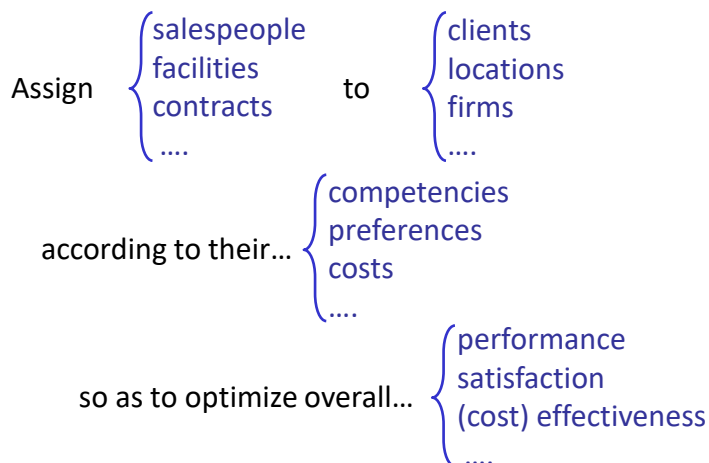 salespeople
facilities
contracts
....
Assign
to
clients
locations
firms
....
according to their...
competencies
preferences
costs
....
so as to optimize overall...
performance
satisfaction
(cost) effectiveness
....